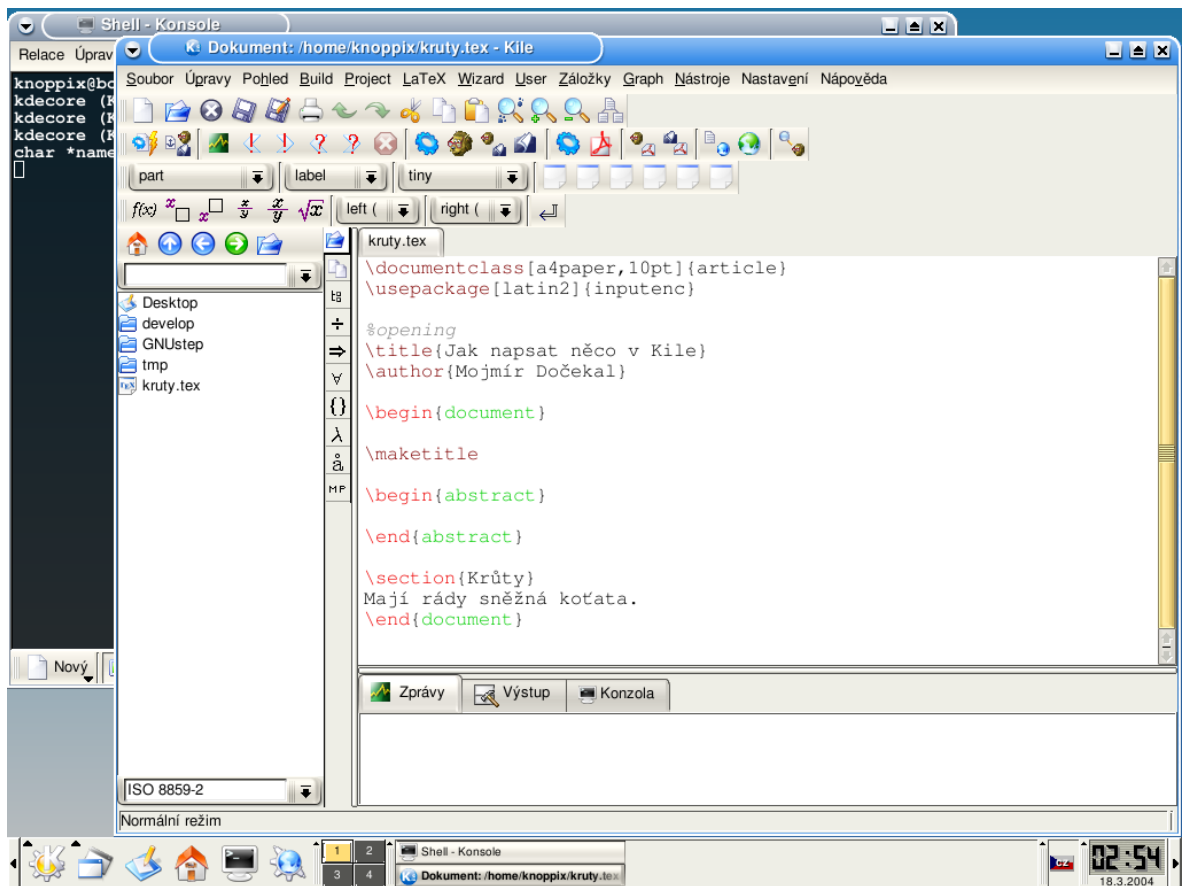 Shell - Konsole
Relace Úprav
knoppix@bo
kdecore (K
kdecore (K
kdecore (K
char *name
Nový
Dokument: /home/knoppix/kruty.tex - Kile
Soubor Úpravy Pohled Build Project LaTeX Wizard User Záložky Graph Nástroje Nastavení Nápověda
part label tiny
f(x) x x x y x y √x left ( right (
kruty.tex
Desktop
develop
GNUstep
tmp
kruty.tex
ISO 8859-2
MP
\documentclass[a4paper,10pt]{article}
\usepackage[latin2]{inputenc}
%opening
\title{Jak napsat něco v Kile}
\author{Mojmír Dočekal}
\begin{document}
\maketitle
\begin{abstract}
\end{abstract}
\section{Krůty}
Mají rády sněžná koťata.
\end{document}
Zprávy Výstup Konzola
Normální režim
1 2
3 4
Shell - Konsole
Dokument: /home/knoppix/kruty.tex
cz
02:54
18.3.2004